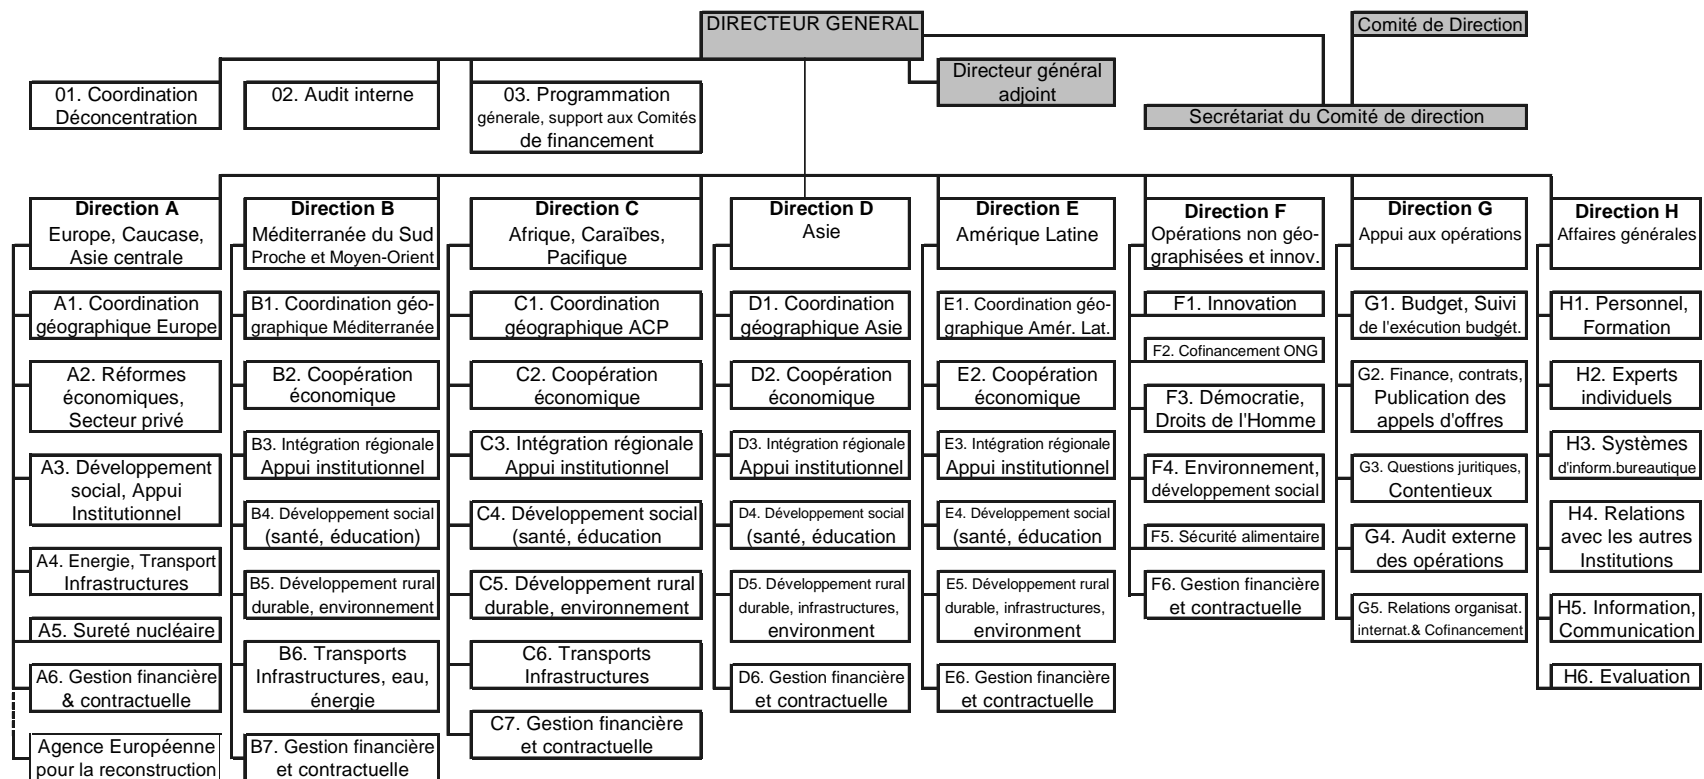 DIRECTEUR GENERAL
Comité de Direction
Directeur général
adjoint
Secrétariat du Comité de direction
01. Coordination
Déconcentration
02. Audit interne
03. Programmation
génerale, support aux Comités
de financement
Direction A
Europe, Caucase,
Asie centrale
A1. Coordination
géographique Europe
A2. Réformes
économiques,
Secteur privé
A3. Développement
social, Appui
Institutionnel
A4. Energie, Transport
Infrastructures
A5. Sureté nucléaire
A6. Gestion financière
& contractuelle
Agence Européenne
pour la reconstruction
Direction B
Méditerranée du Sud
Proche et Moyen-Orient
B1. Coordination géo-
graphique Méditerranée
B2. Coopération
économique
B3. Intégration régionale
Appui institutionnel
B4. Développement social
(santé, éducation)
B5. Développement rural
durable, environnement
B6. Transports
Infrastructures, eau,
énergie
B7. Gestion financière
et contractuelle
Direction C
Afrique, Caraïbes,
Pacifique
C1. Coordination
géographique ACP
C2. Coopération
économique
C3. Intégration régionale
Appui institutionnel
C4. Développement social
(santé, éducation
C5. Développement rural
durable, environnement
C6. Transports
Infrastructures
C7. Gestion financière
et contractuelle
Direction D
Asie
D1. Coordination
géographique Asie
D2. Coopération
économique
D3. Intégration régionale
Appui institutionnel
D4. Développement social
(santé, éducation
D5. Développement rural
durable, infrastructures,
environment
D6. Gestion financière
et contractuelle
Direction E
Amérique Latine
E1. Coordination géo-
graphique Amér. Lat.
E2. Coopération
économique
E3. Intégration régionale
Appui institutionnel
E4. Développement social
(santé, éducation
E5. Développement rural
durable, infrastructures,
environment
E6. Gestion financière
et contractuelle
Direction F
Opérations non géo-
graphisées et innov.
F1. Innovation
F2. Cofinancement ONG
F3. Démocratie,
Droits de l'Homme
F4. Environnement,
développement social
F5. Sécurité alimentaire
F6. Gestion financière
et contractuelle
Direction G
Appui aux opérations
G1. Budget, Suivi
de l'exécution budgét.
G2. Finance, contrats,
Publication des
appels d'offres
G3. Questions juritiques,
Contentieux
G4. Audit externe
des opérations
G5. Relations organisat.
internat.& Cofinancement
Direction H
Affaires générales
H1. Personnel,
Formation
H2. Experts
individuels
H3. Systèmes
d'inform.bureautique
H4. Relations
avec les autres
Institutions
H5. Information,
Communication
H6. Evaluation